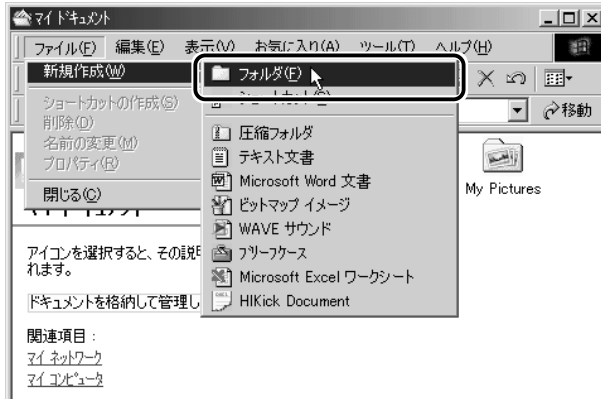 マイ ドキュメント
ファイル(F) 編集(E) 表示(V) お気に入り(A) ツール(T) ヘルプ(H)
新規作成(W)
フォルダ(F)
ショートカットの作成(S)
削除(D)
名前の変更(M)
プロパティ(R)
閉じる(C)
圧縮フォルダ
テキスト文書
Microsoft Word 文書
ビットマップ イメージ
WAVE サウンド
ブリーフケース
Microsoft Excel ワークシート
HIKick Document
移動
My Pictures
アイコンを選択すると、その説
れます。
ドキュメントを格納して管理し
関連項目:
マイ ネットワーク
マイ コンピュータ